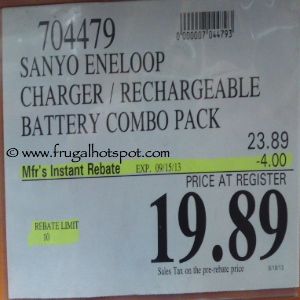 704479
0000007044793
SANYO ENELOOP
CHARGER / RECHARGEABLE
BATTERY COMBO PACK
© www.frugalhotspot.com
23.89
Mfr's Instant Rebate EXP. 09/15/13 -4.00
PRICE AT REGISTER
REBATE LIMIT
10
19.89
Sales Tax on the pre-rebate price